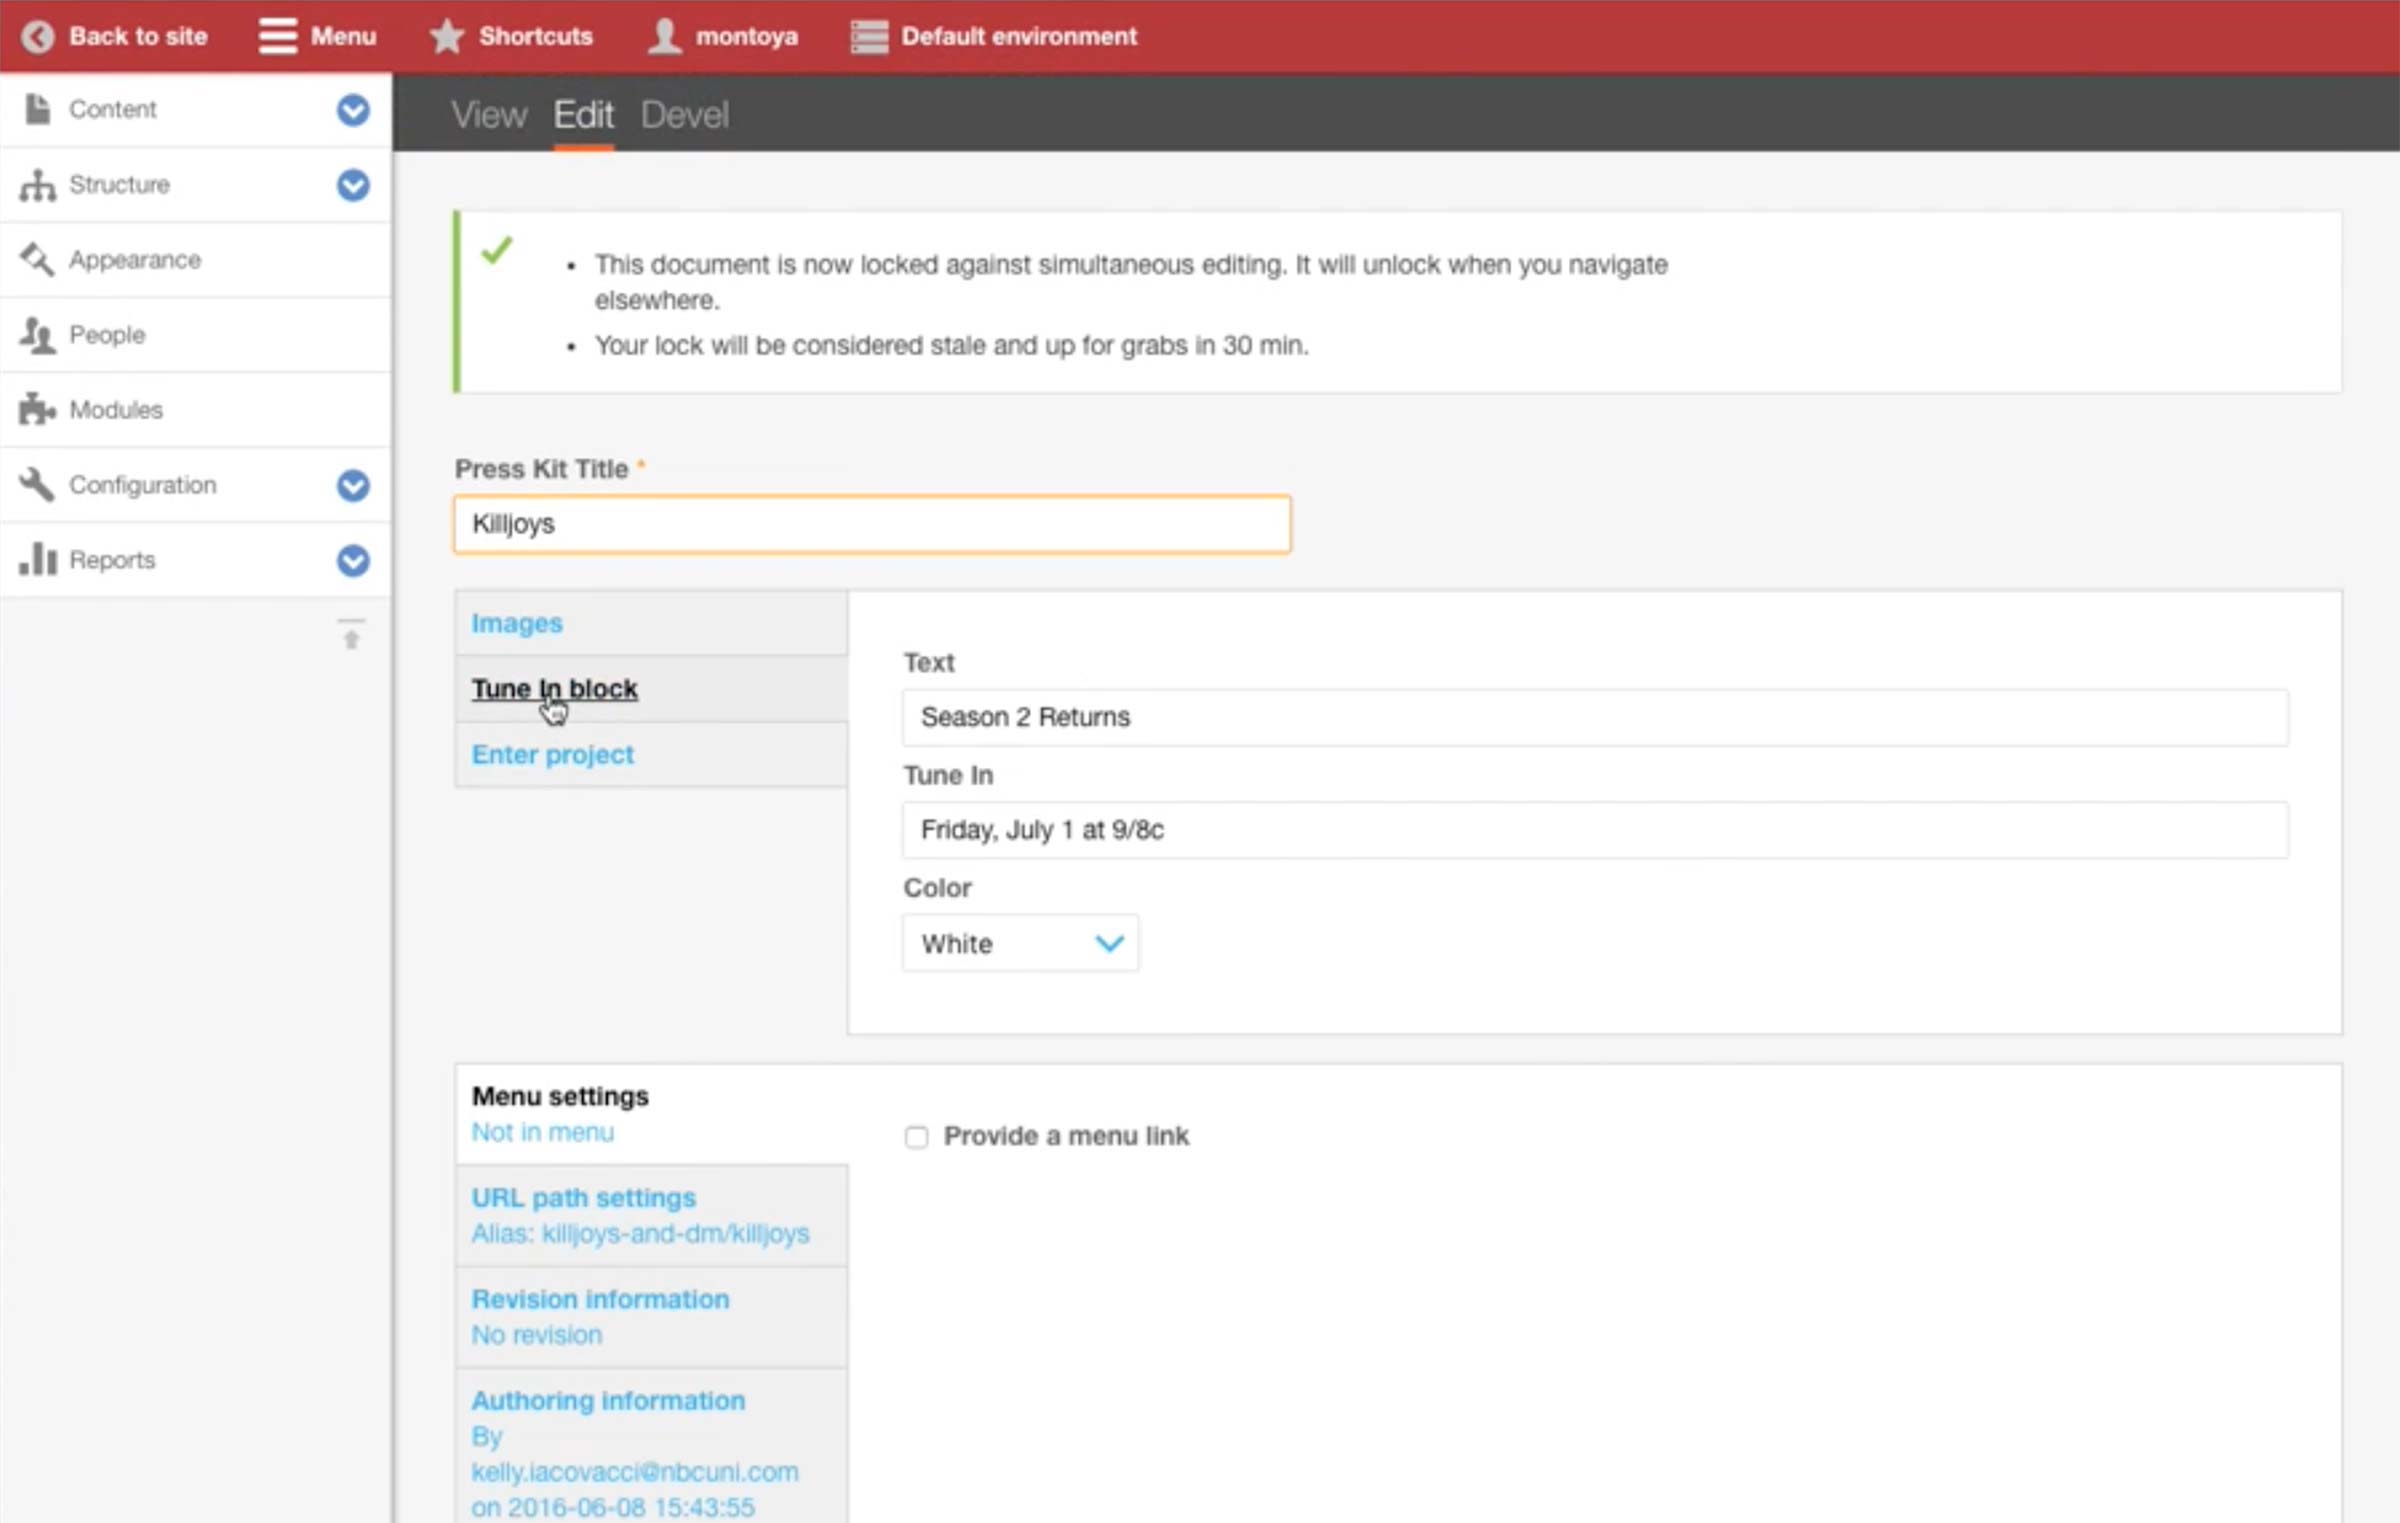 Back to site
Menu
Shortcuts
montoya
Default environment
Content
Structure
Appearance
People
Modules
Configuration
Reports
View
Edit
Devel
This document is now locked against simultaneous editing. It will unlock when you navigate
elsewhere.
Your lock will be considered stale and up for grabs in 30 min.
Press Kit Title *
Killjoys
Images
Tune In block
Enter project
Text
Season 2 Returns
Tune In
Friday, July 1 at 9/8c
Color
White
Menu settings
Not in menu
Provide a menu link
URL path settings
Alias: killjoys-and-dm/killjoys
Revision information
No revision
Authoring information
By
kelly.iacovacci@nbcuni.com
on 2016-06-08 15:43:55